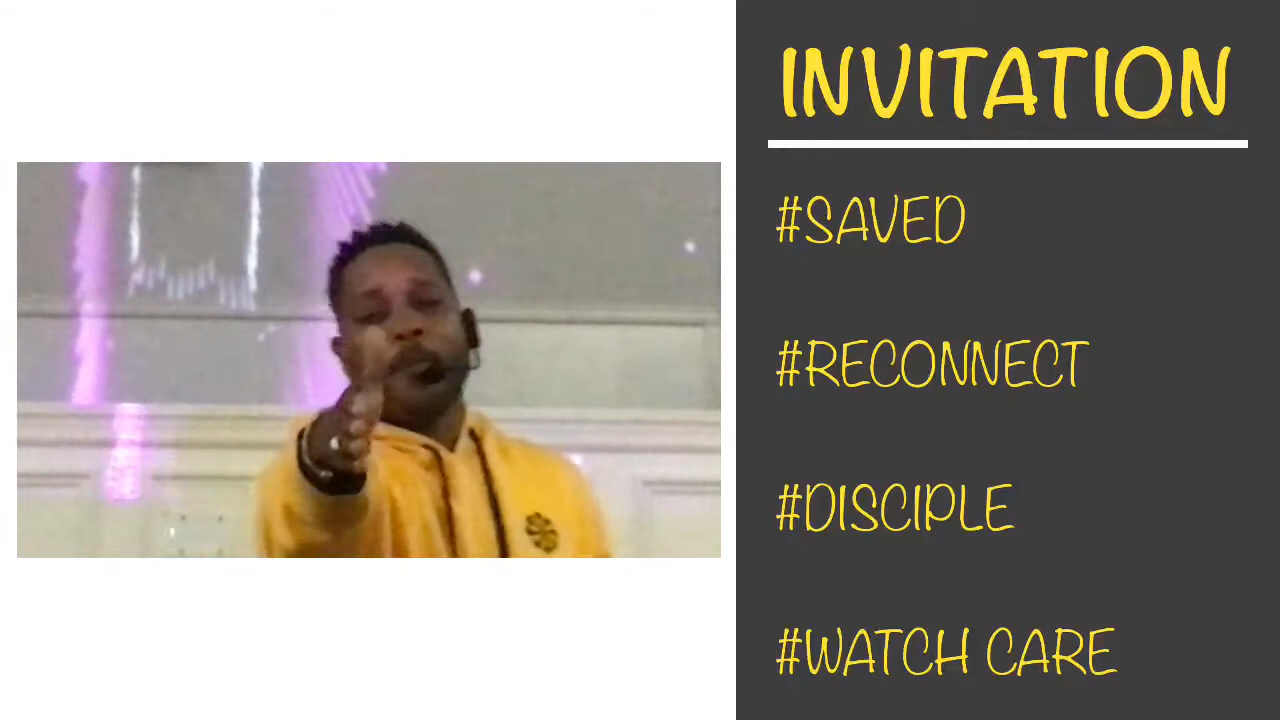 INVITATION
#SAVED
#RECONNECT
#DISCIPLE
#WATCH CARE